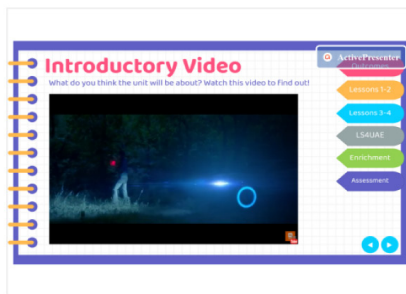 Introductory Video
ActivePresenter
Outcomes
What do you think the unit will be about? Watch this video to find out!
Lessons 1-2
Lessons 3-4
LS4UAE
Enrichment
Assessment